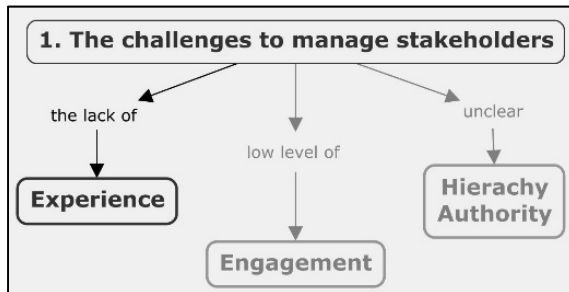 1. The challenges to manage stakeholders
the lack of
unclear
low level of
Experience
Hierachy
Authority
Engagement